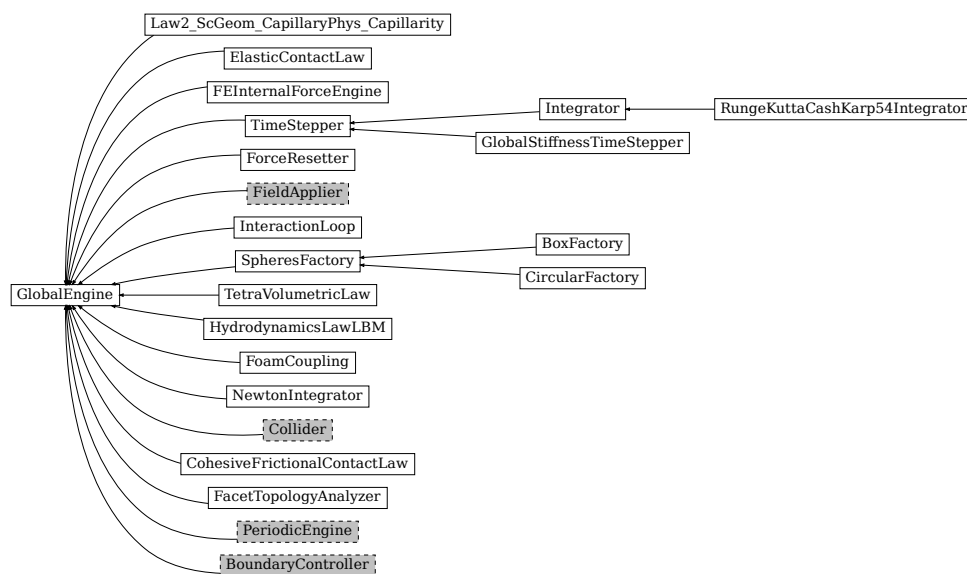 Law2_ScGeom_CapillaryPhys_Capillarity
ElasticContactLaw
FEInternalForceEngine
TimeStepper
Integrator
RungeKuttaCashKarp54Integrator
GlobalStiffnessTimeStepper
ForceResetter
FieldApplier
InteractionLoop
SpheresFactory
BoxFactory
CircularFactory
GlobalEngine
TetraVolumetricLaw
HydrodynamicsLawLBM
FoamCoupling
NewtonIntegrator
Collider
CohesiveFrictionalContactLaw
FacetTopologyAnalyzer
PeriodicEngine
BoundaryController